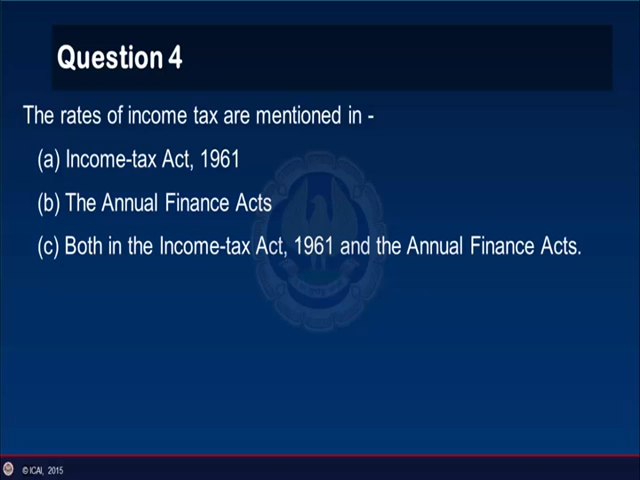 Question 4
The rates of income tax are mentioned in -
(a) Income-tax Act, 1961
(b) The Annual Finance Acts
(c) Both in the Income-tax Act, 1961 and the Annual Finance Acts.
© ICAI, 2015